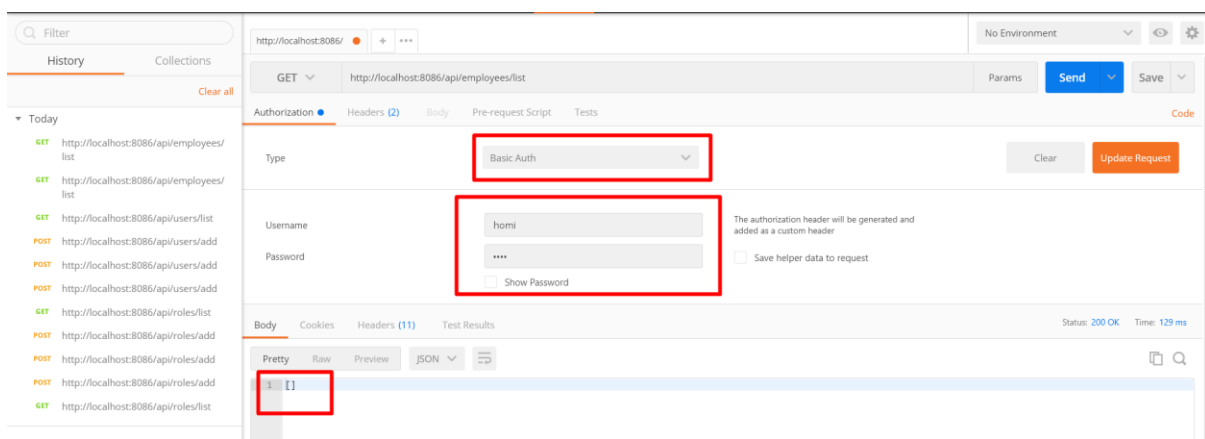 Filter
History Collections
Clear all
Today
GET http://localhost:8086/api/employees/
list
GET http://localhost:8086/api/employees/
list
GET http://localhost:8086/api/users/list
POST http://localhost:8086/api/users/add
POST http://localhost:8086/api/users/add
POST http://localhost:8086/api/users/add
GET http://localhost:8086/api/roles/list
POST http://localhost:8086/api/roles/add
POST http://localhost:8086/api/roles/add
POST http://localhost:8086/api/roles/add
GET http://localhost:8086/api/roles/list
http://localhost:8086/ + •••
No Environment
GET http://localhost:8086/api/employees/list Params Send Save
Authorization Headers (2) Body Pre-request Script Tests Code
Type Basic Auth Clear Update Request
Username homi
The authorization header will be generated and
added as a custom header
Password •••• Save helper data to request
Show Password
Body Cookies Headers (11) Test Results Status: 200 OK Time: 129 ms
Pretty Raw Preview JSON
1 []